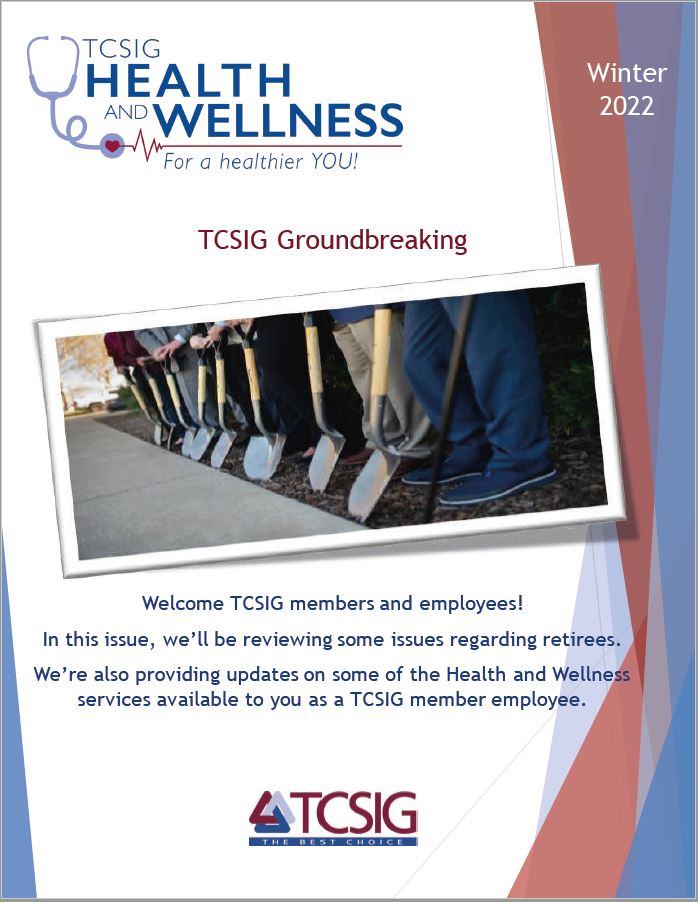 TCSIG
HEALTH
AND WELLNESS
For a healthier YOU!
Winter
2022
TCSIG Groundbreaking
Welcome TCSIG members and employees!
In this issue, we’ll be reviewing some issues regarding retirees.
We’re also providing updates on some of the Health and Wellness
services available to you as a TCSIG member employee.
TCSIG
THE BEST CHOICE